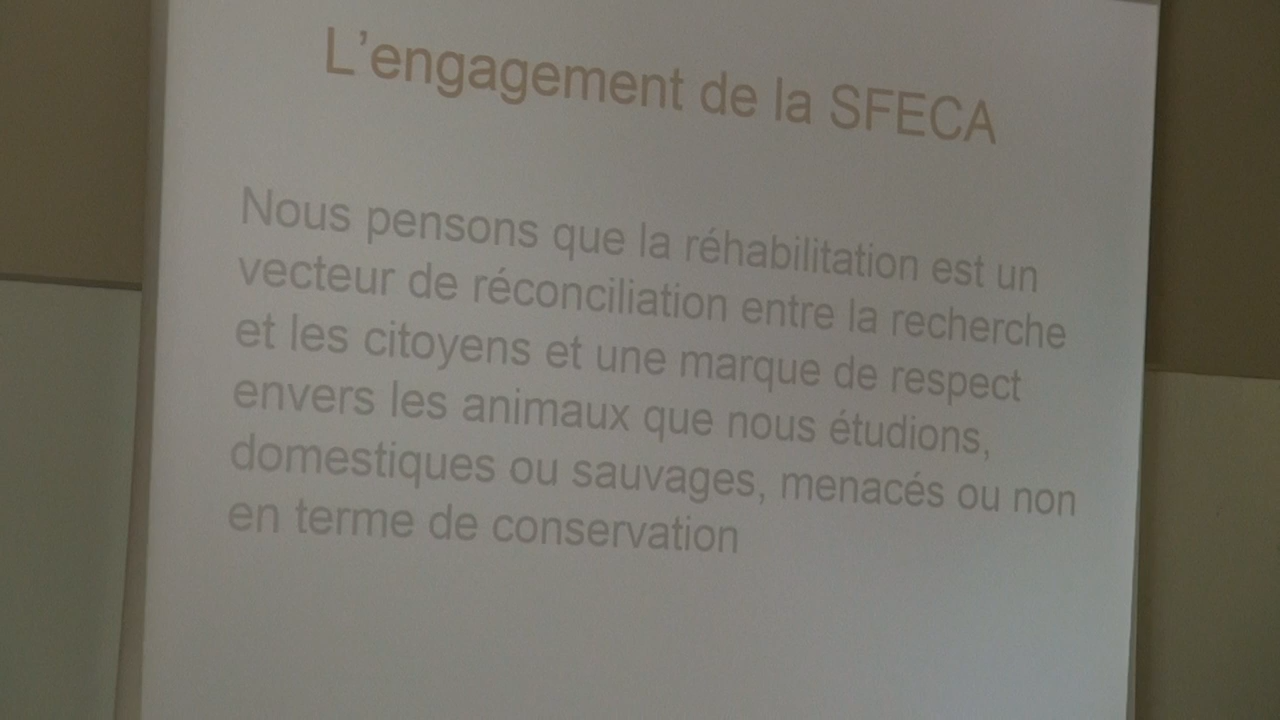 L'engagement de la SFECA
Nous pensons que la réhabilitation est un
vecteur de réconciliation entre la recherche
et les citoyens et une marque de respect
envers les animaux que nous étudions,
domestiques ou sauvages, menacés ou non
en terme de conservation